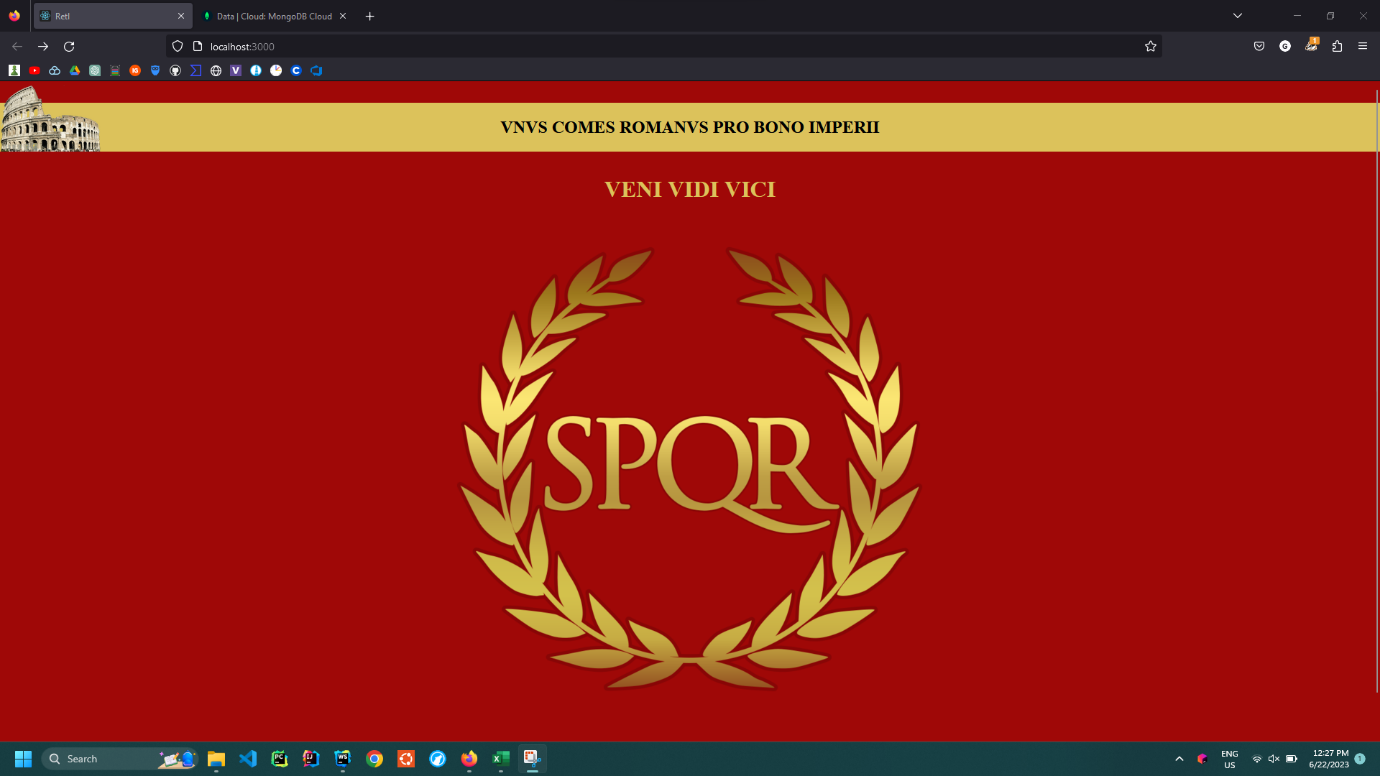 Retl
Data | Cloud: MongoDB Cloud
localhost:3000
VNVS COMES ROMANVS PRO BONO IMPERII
VENI VIDI VICI
SPQR
Search
ENG
US
12:27 PM
6/22/2023
1